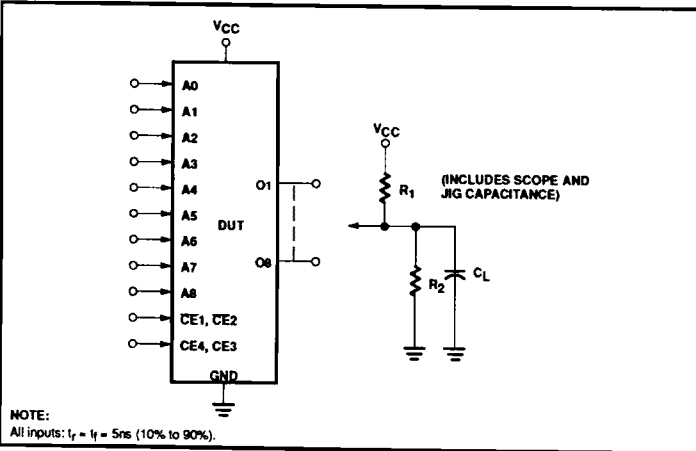 VCC
A0
A1
A2
A3
A4
A5
A6
A7
A8
CE1, CE2
CE4, CE3
DUT
O1
O8
GND
VCC
R1
(INCLUDES SCOPE AND
JIG CAPACITANCE)
R2
CL
NOTE:
All inputs: tr = tf = 5ns (10% to 90%).